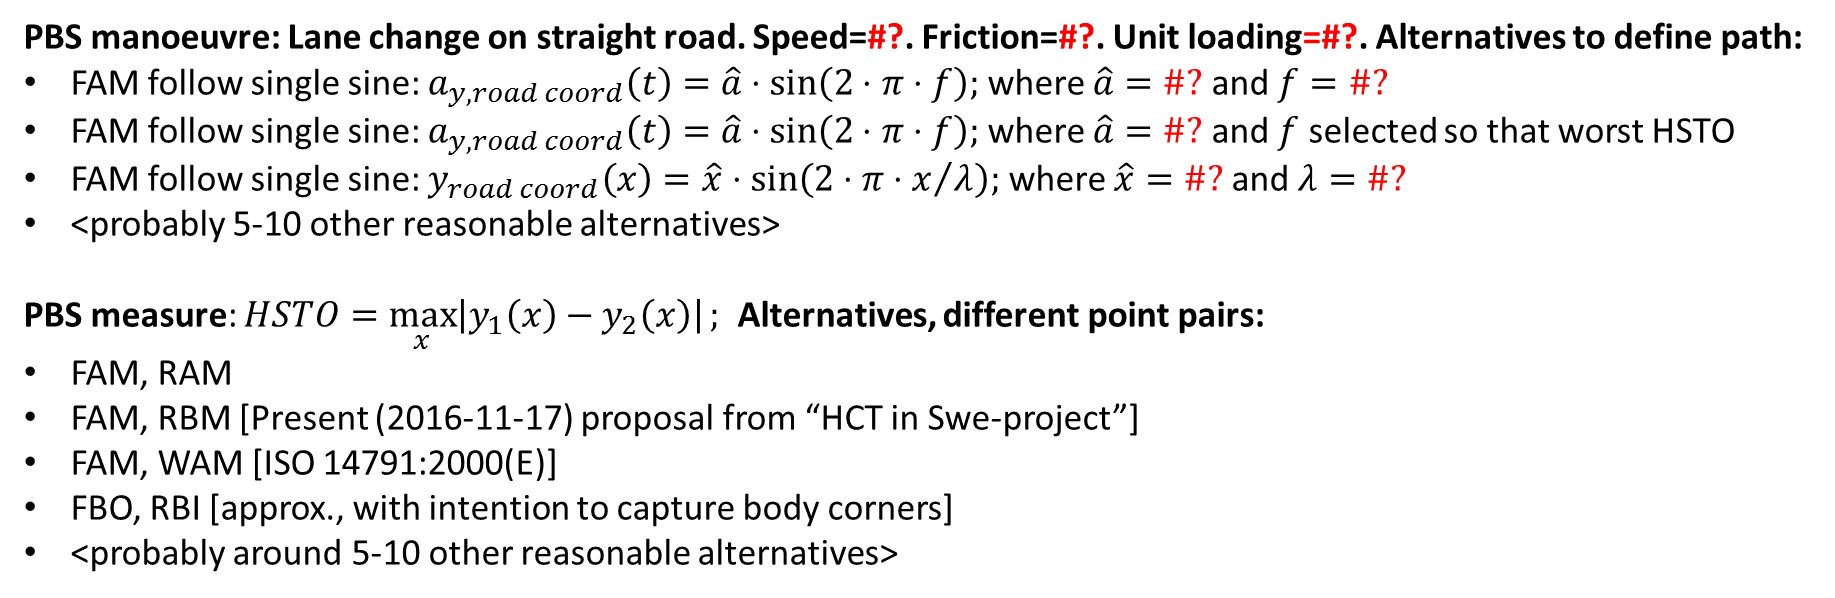 PBS manoeuvre: Lane change on straight road. Speed=#?. Friction=#?. Unit loading=#?. Alternatives to define path:
• FAM follow single sine: a_{y,road coord}(t) = â · sin(2 · π · f); where â = #? and f = #?
• FAM follow single sine: a_{y,road coord}(t) = â · sin(2 · π · f); where â = #? and f selected so that worst HSTO
• FAM follow single sine: y_{road coord}(x) = x̂ · sin(2 · π · x/λ); where x̂ = #? and λ = #?
• <probably 5-10 other reasonable alternatives>
PBS measure: HSTO = max_x|y₁(x) − y₂(x)|; Alternatives, different point pairs:
• FAM, RAM
• FAM, RBM [Present (2016-11-17) proposal from “HCT in Swe-project”]
• FAM, WAM [ISO 14791:2000(E)]
• FBO, RBI [approx., with intention to capture body corners]
• <probably around 5-10 other reasonable alternatives>